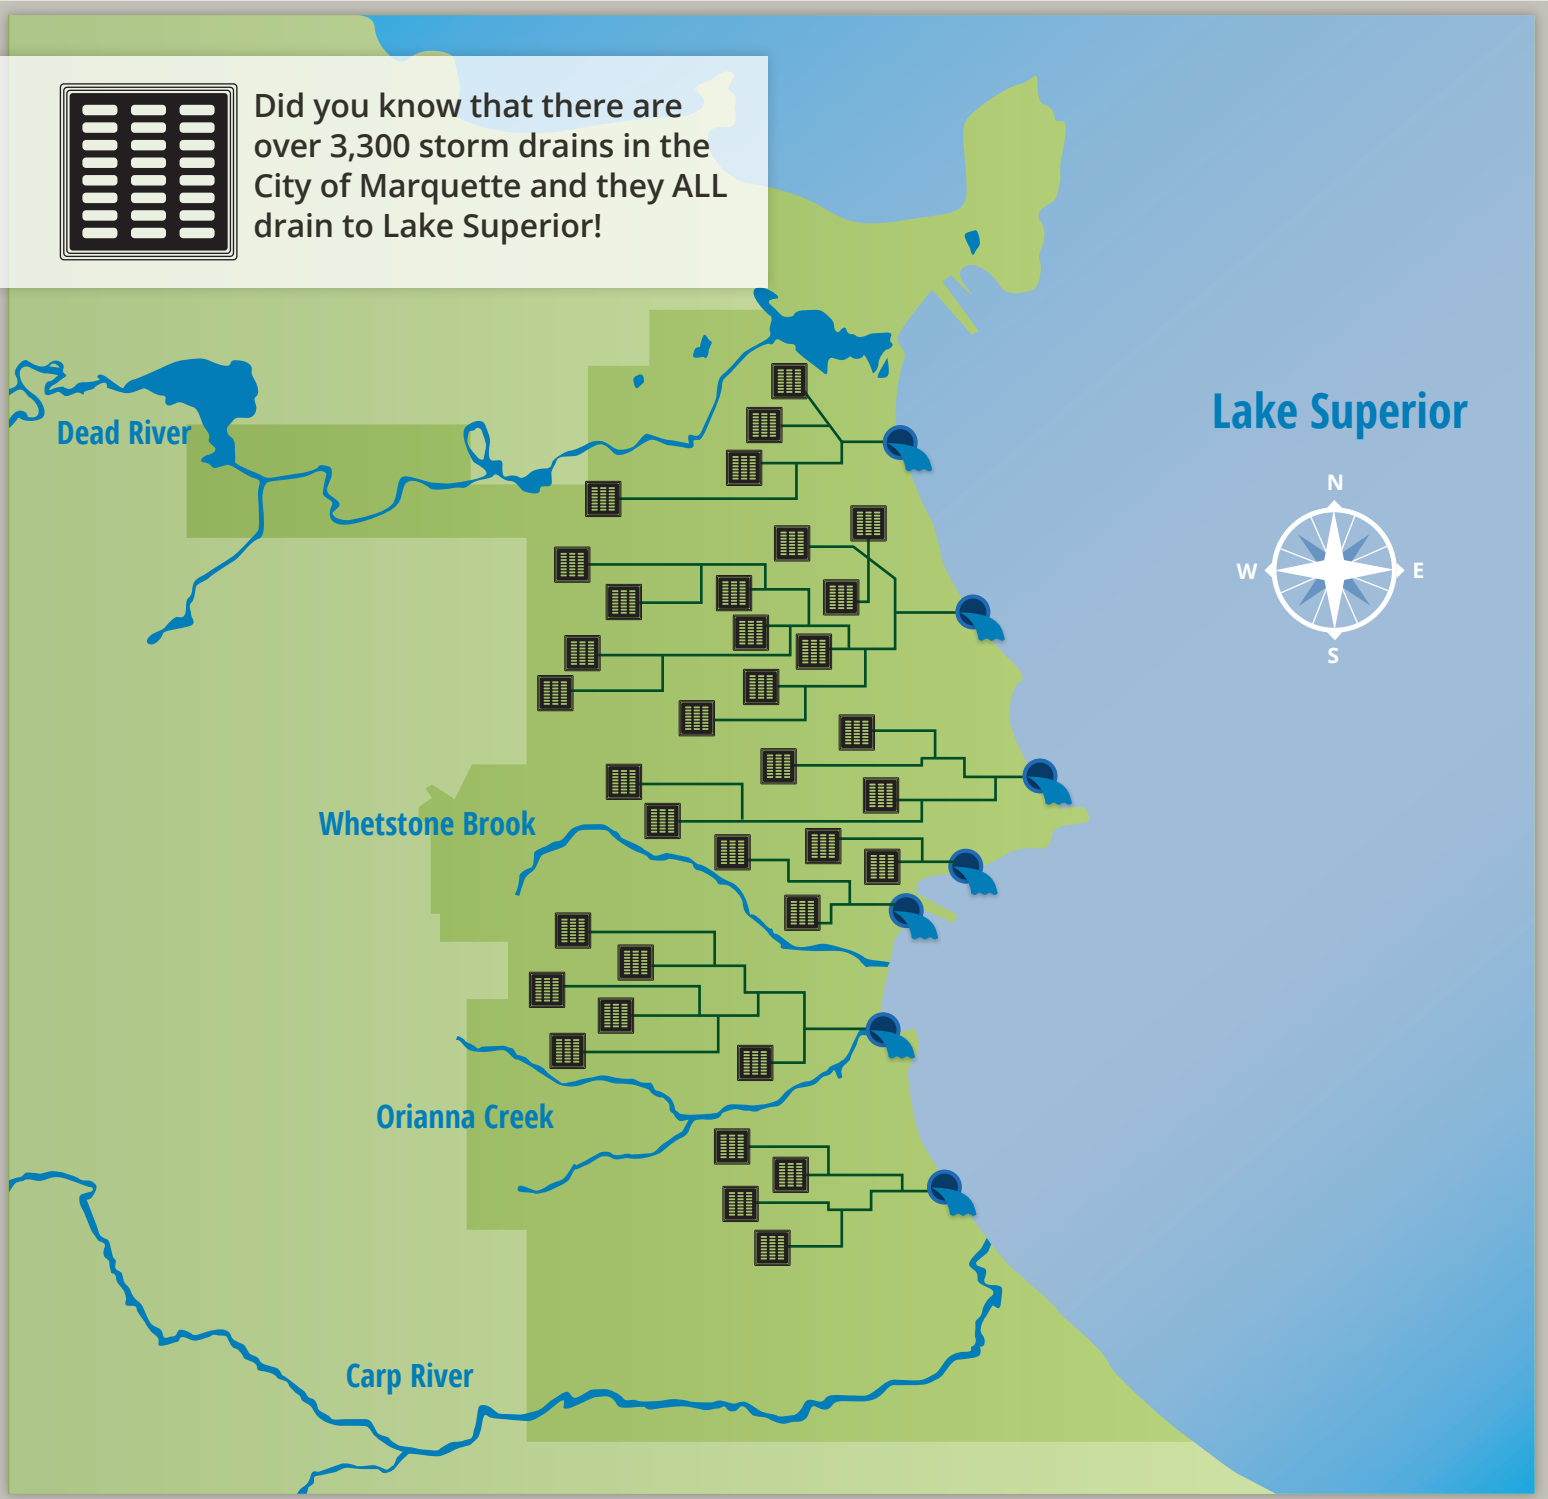 Did you know that there are
over 3,300 storm drains in the
City of Marquette and they ALL
drain to Lake Superior!
Dead River
Lake Superior
N
W
E
S
Whetstone Brook
Orianna Creek
Carp River